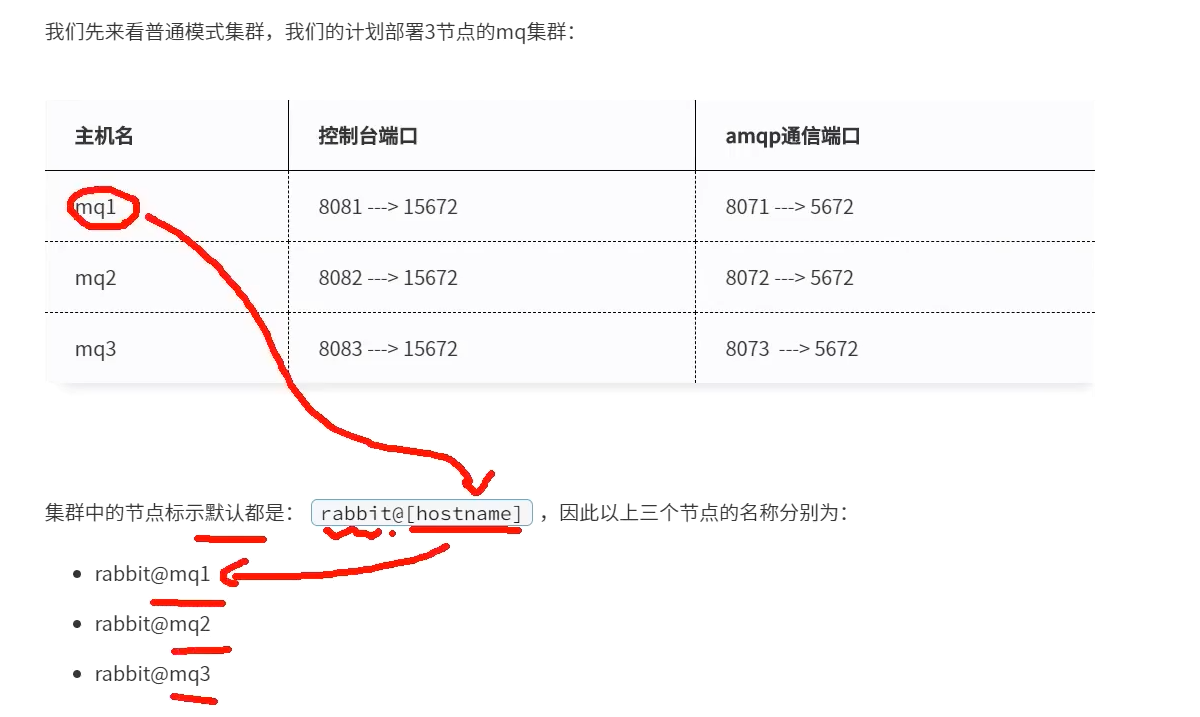 我们先来看普通模式集群，我们的计划部署3节点的mq集群：
主机名 控制台端口 amqp通信端口
mq1 8081 ---> 15672 8071 ---> 5672
mq2 8082 ---> 15672 8072 ---> 5672
mq3 8083 ---> 15672 8073 ---> 5672
集群中的节点标示默认都是： rabbit@[hostname] ，因此以上三个节点的名称分别为：
• rabbit@mq1
• rabbit@mq2
• rabbit@mq3